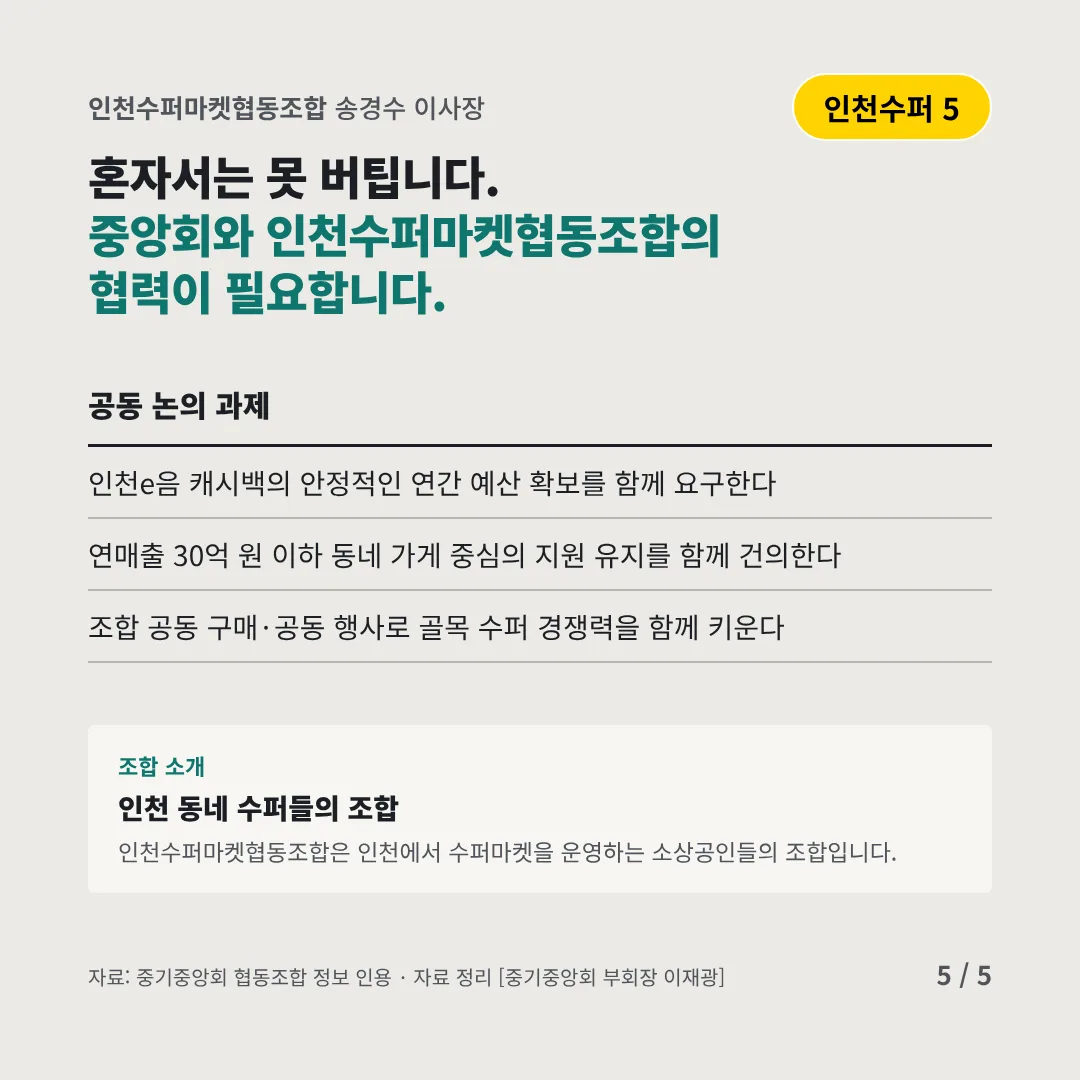 인천수퍼마켓협동조합 송경수 이사장
인천수퍼 5
혼자서는 못 버팁니다.
중앙회와 인천수퍼마켓협동조합의
협력이 필요합니다.
공동 논의 과제
인천e음 캐시백의 안정적인 연간 예산 확보를 함께 요구한다
연매출 30억 원 이하 동네 가게 중심의 지원 유지를 함께 건의한다
조합 공동 구매·공동 행사로 골목 수퍼 경쟁력을 함께 키운다
조합 소개
인천 동네 수퍼들의 조합
인천수퍼마켓협동조합은 인천에서 수퍼마켓을 운영하는 소상공인들의 조합입니다.
자료: 중기중앙회 협동조합 정보 인용 · 자료 정리 [중기중앙회 부회장 이재광]
5 / 5